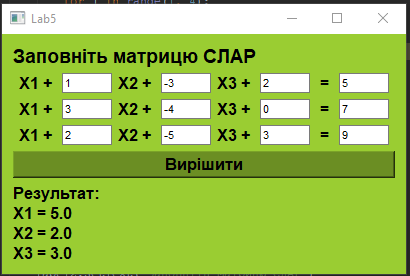 Lab5
Заповніть матрицю СЛАР
X1 + 1 X2 + -3 X3 + 2 = 5
X1 + 3 X2 + -4 X3 + 0 = 7
X1 + 2 X2 + -5 X3 + 3 = 9
Вирішити
Результат:
X1 = 5.0
X2 = 2.0
X3 = 3.0